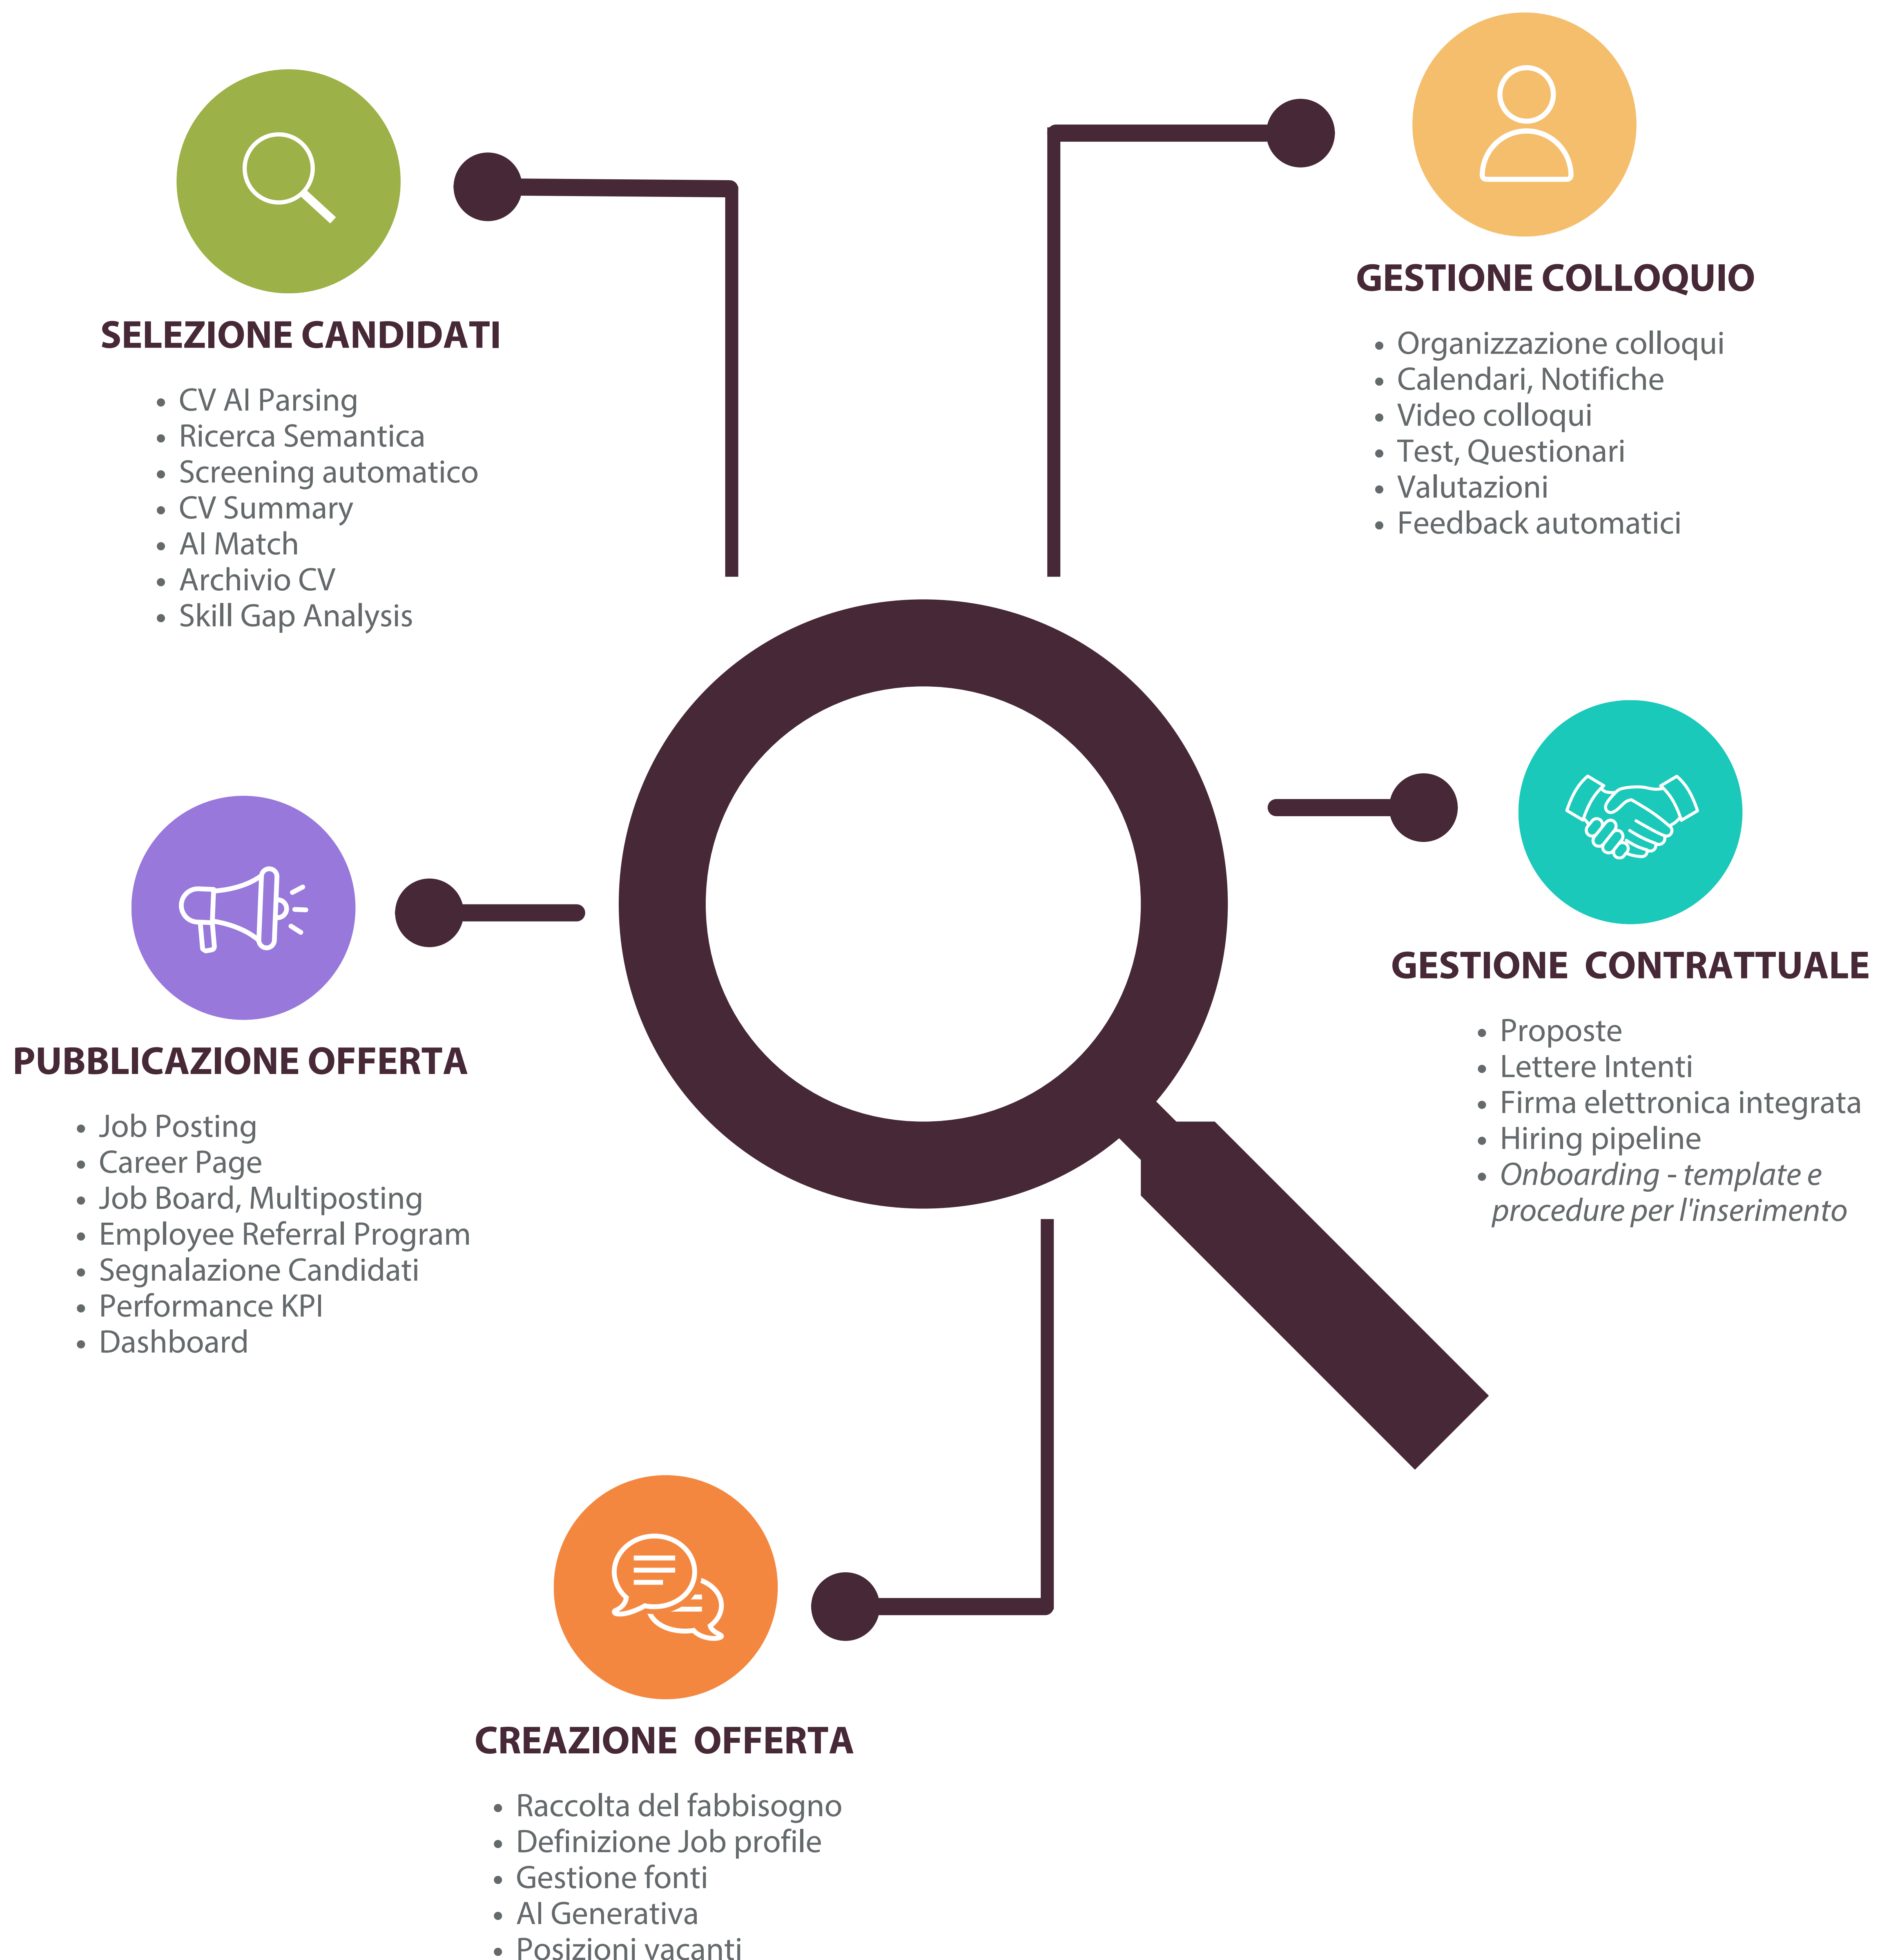 SELEZIONE CANDIDATI
• CV AI Parsing
• Ricerca Semantica
• Screening automatico
• CV Summary
• AI Match
• Archivio CV
• Skill Gap Analysis
GESTIONE COLLOQUIO
• Organizzazione colloqui
• Calendari, Notifiche
• Video colloqui
• Test, Questionari
• Valutazioni
• Feedback automatici
PUBBLICAZIONE OFFERTA
• Job Posting
• Career Page
• Job Board, Multiposting
• Employee Referral Program
• Segnalazione Candidati
• Performance KPI
• Dashboard
GESTIONE CONTRATTUALE
• Proposte
• Lettere Intenti
• Firma elettronica integrata
• Hiring pipeline
• Onboarding - template e
procedure per l'inserimento
CREAZIONE OFFERTA
• Raccolta del fabbisogno
• Definizione Job profile
• Gestione fonti
• AI Generativa
• Posizioni vacanti